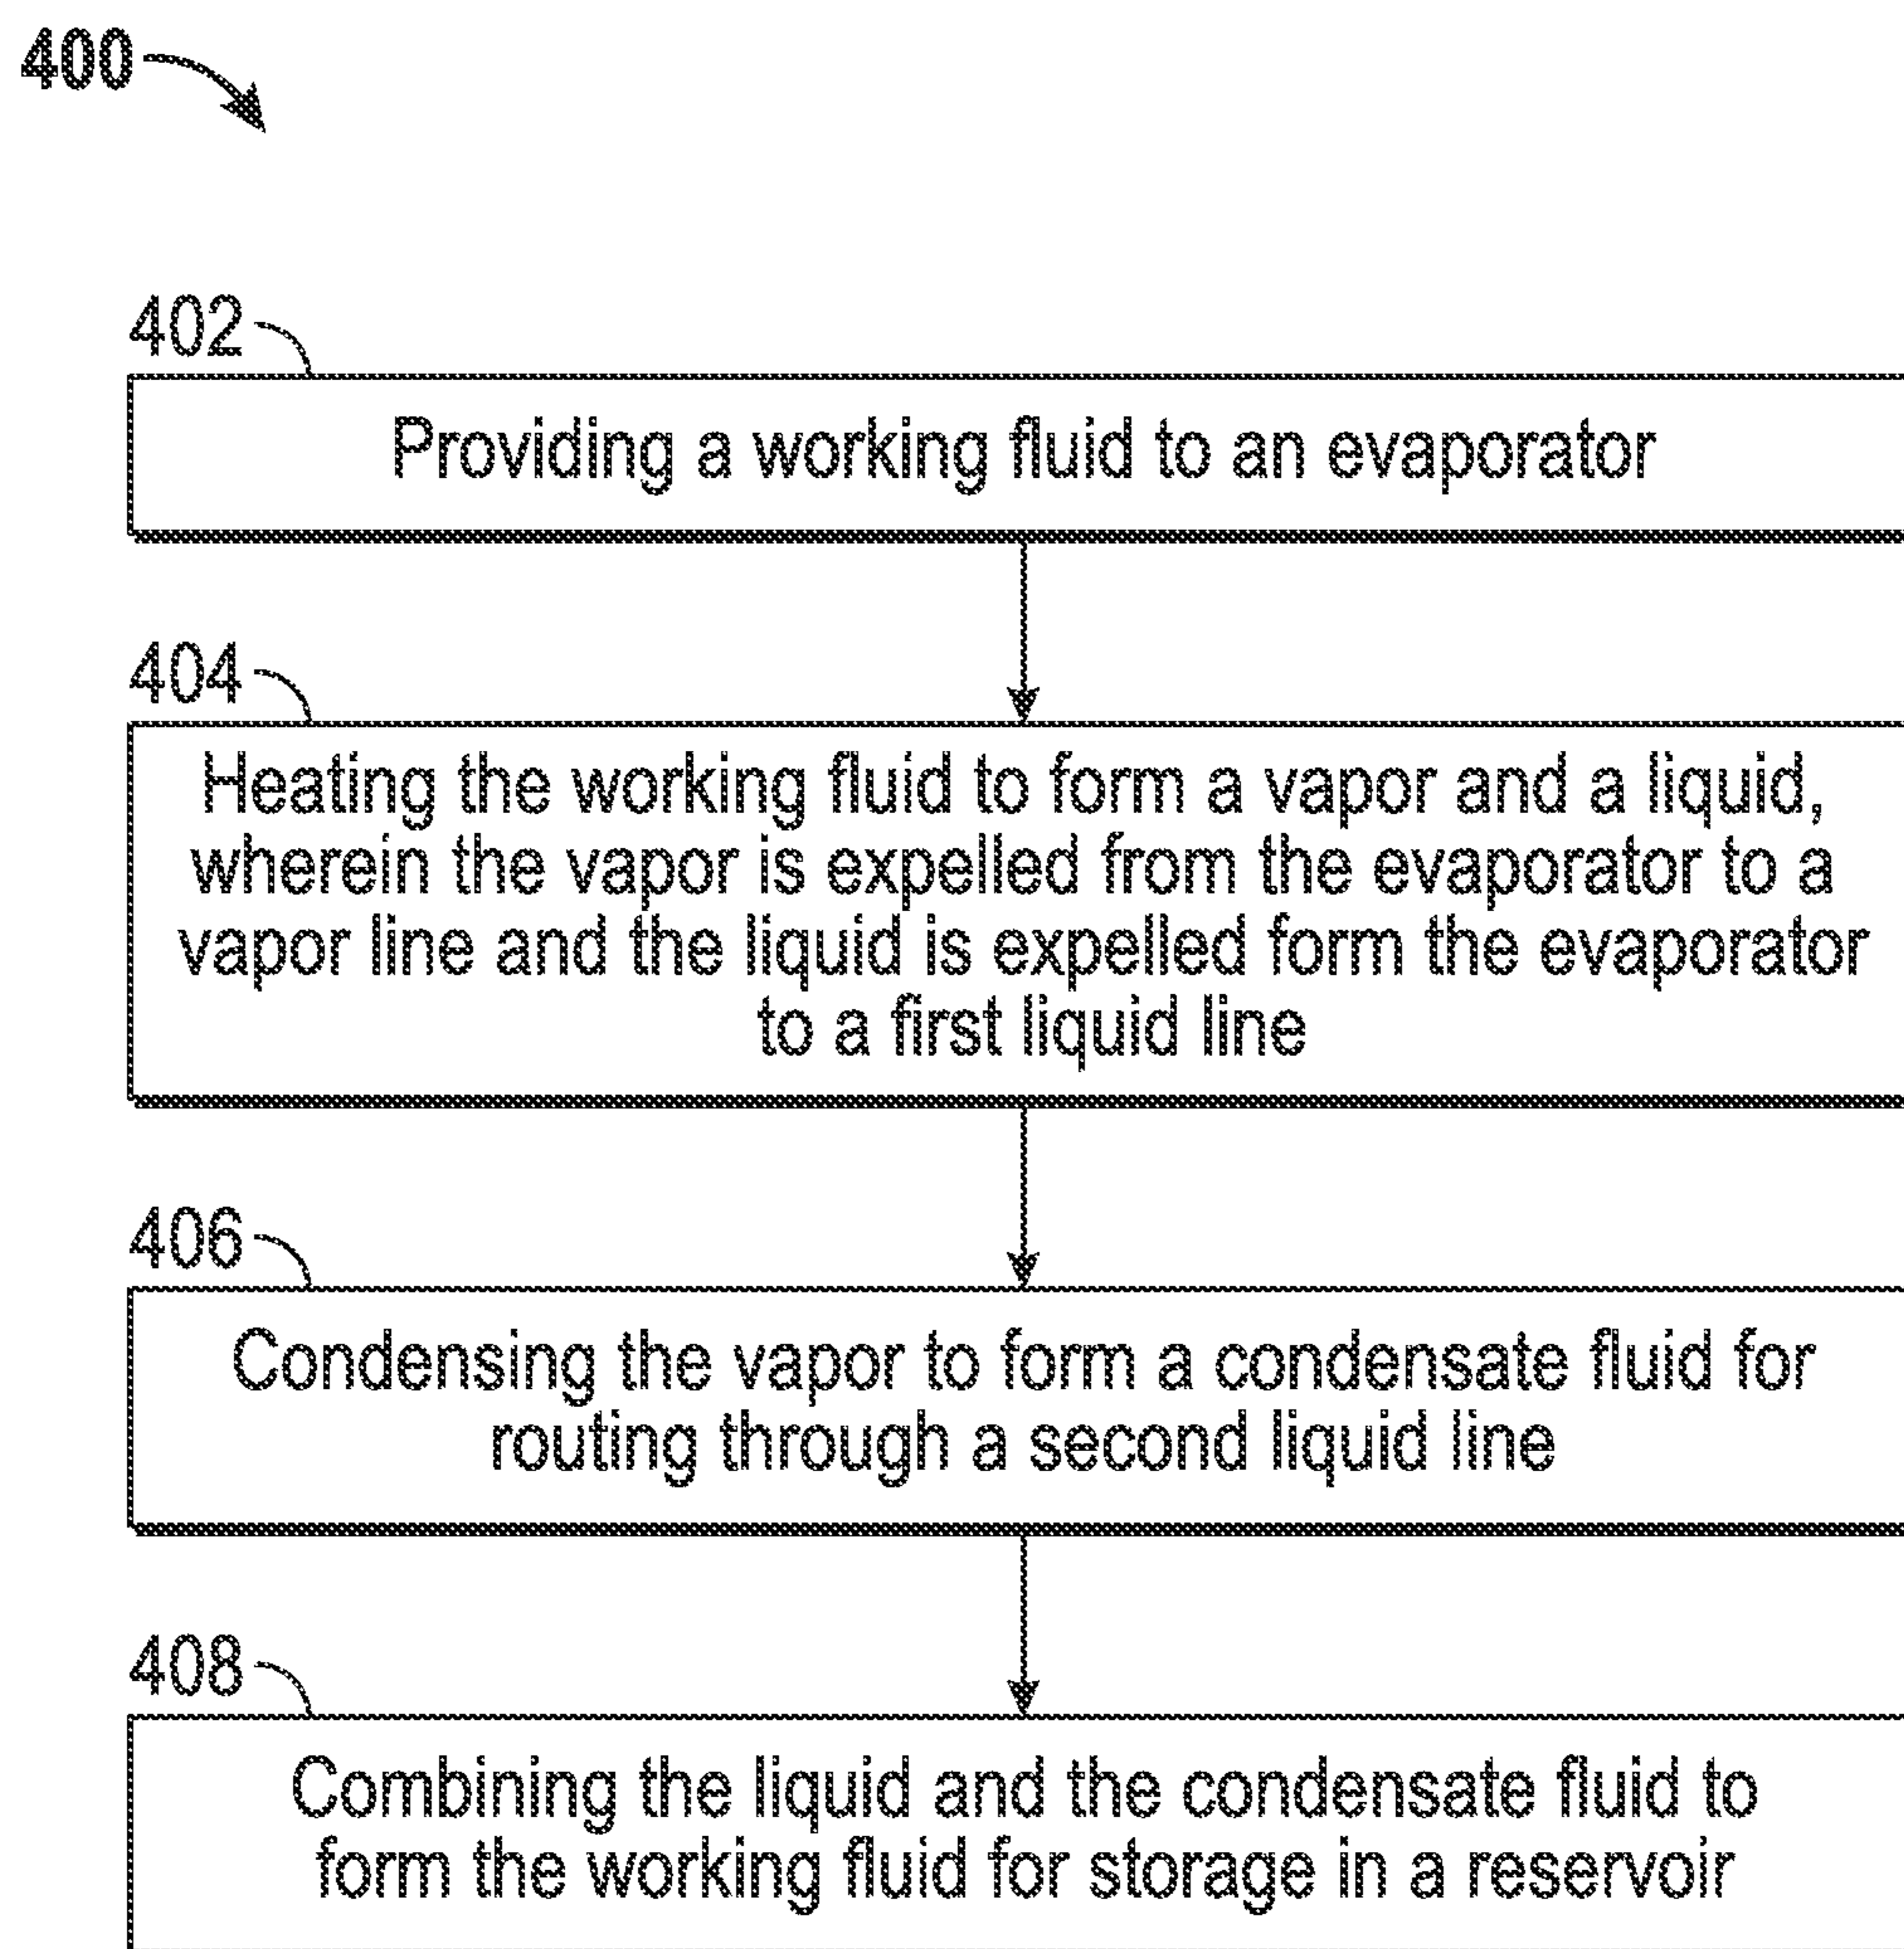 400
402
Providing a working fluid to an evaporator
404
Heating the working fluid to form a vapor and a liquid,
wherein the vapor is expelled from the evaporator to a
vapor line and the liquid is expelled form the evaporator
to a first liquid line
406
Condensing the vapor to form a condensate fluid for
routing through a second liquid line
408
Combining the liquid and the condensate fluid to
form the working fluid for storage in a reservoir